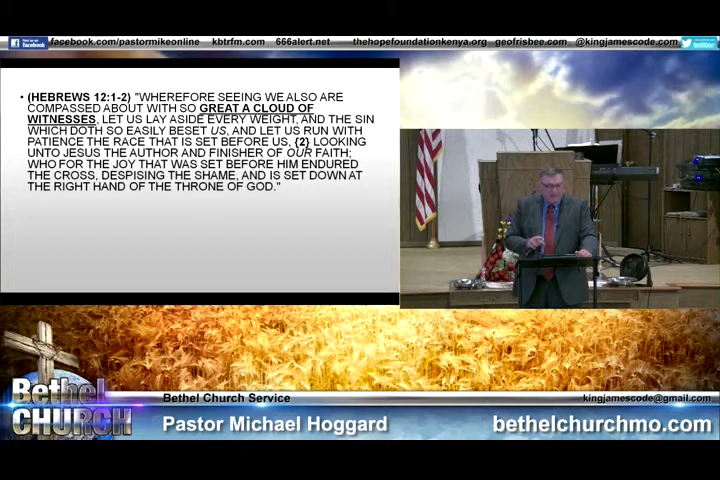 facebook.com/pastormikeonline kbtrfm.com 666alert.net thehopefoundationkenya.org geofrisbee.com @kingjamescode.com
• (HEBREWS 12:1-2) "WHEREFORE SEEING WE ALSO ARE
COMPASSED ABOUT WITH SO GREAT A CLOUD OF
WITNESSES, LET US LAY ASIDE EVERY WEIGHT, AND THE SIN
WHICH DOTH SO EASILY BESET US, AND LET US RUN WITH
PATIENCE THE RACE THAT IS SET BEFORE US, {2} LOOKING
UNTO JESUS THE AUTHOR AND FINISHER OF OUR FAITH;
WHO FOR THE JOY THAT WAS SET BEFORE HIM ENDURED
THE CROSS, DESPISING THE SHAME, AND IS SET DOWN AT
THE RIGHT HAND OF THE THRONE OF GOD."
Bethel
CHURCH
Bethel Church Service kingjamescode@gmail.com
Pastor Michael Hoggard bethelchurchmo.com